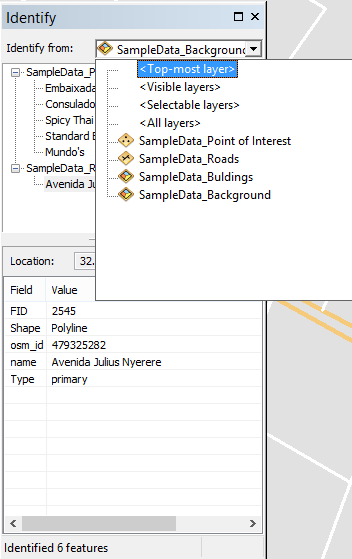 Identify
Identify from: SampleData_Background
<Top-most layer>
<Visible layers>
<Selectable layers>
<All layers>
SampleData_Point of Interest
SampleData_Roads
SampleData_Buldings
SampleData_Background
SampleData_P
Embaixada
Consulado
Spicy Thai
Standard B
Mundo's
SampleData_R
Avenida Jul
Location: 32.
Field Value
FID 2545
Shape Polyline
osm_id 479325282
name Avenida Julius Nyerere
Type primary
Identified 6 features